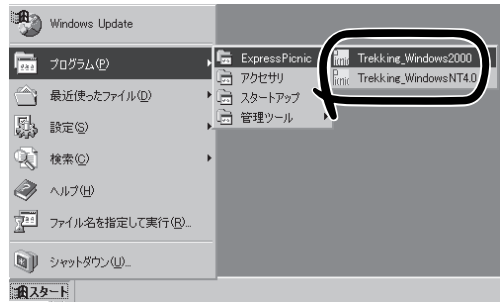 Windows Update
プログラム(P)
最近使ったファイル(D)
設定(S)
検索(C)
ヘルプ(H)
ファイル名を指定して実行(R)...
シャットダウン(U)...
スタート
ExpressPicnic
アクセサリ
スタートアップ
管理ツール
Picnic Trekking_Windows2000
Picnic Trekking_WindowsNT4.0